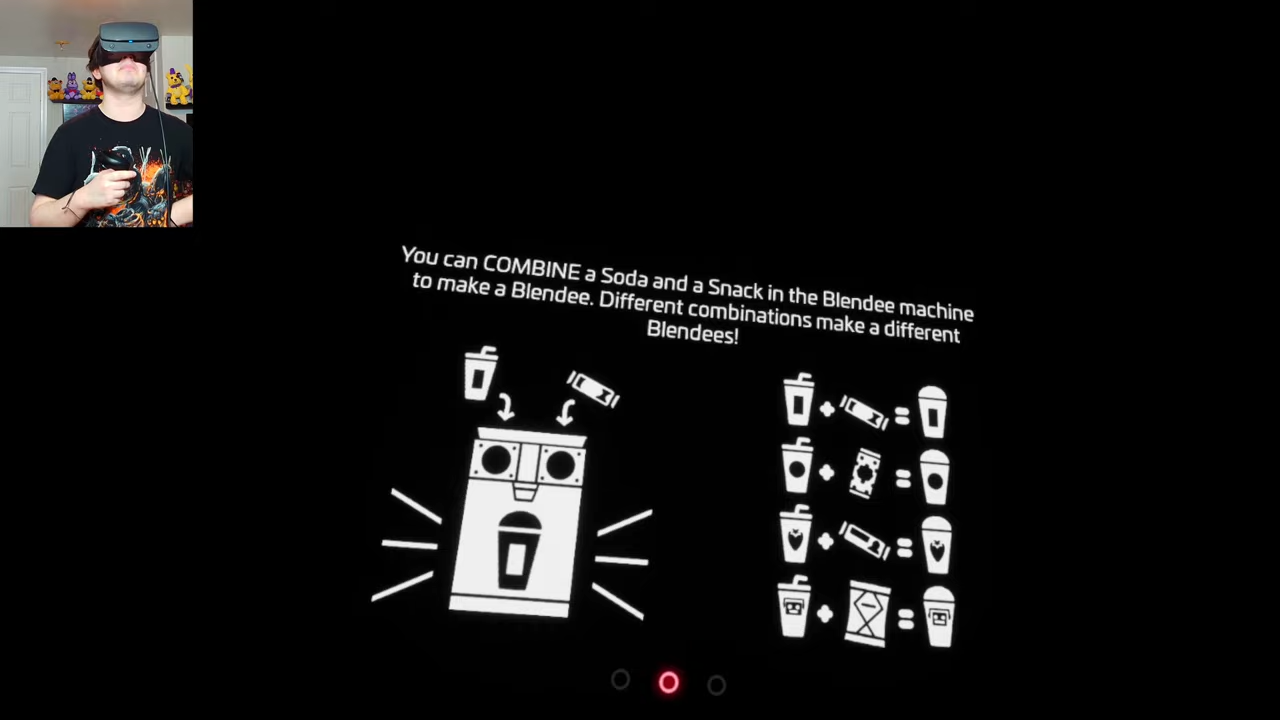 You can COMBINE a Soda and a Snack in the Blendee machine
to make a Blendee. Different combinations make a different
Blendees!